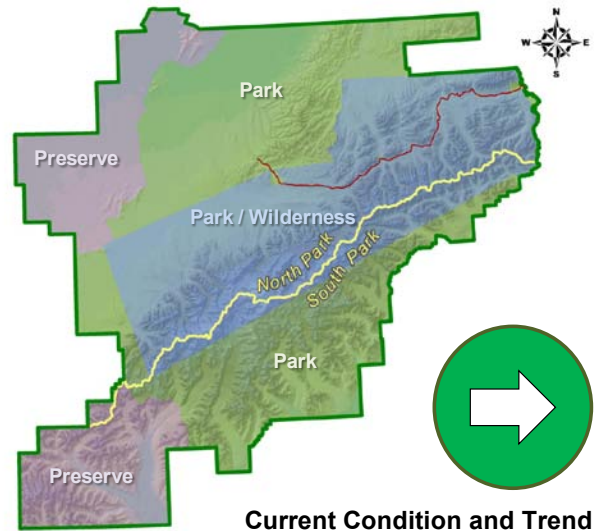 N
W E
S
Park
Preserve
Park / Wilderness
North Park
South Park
Park
Preserve
Current Condition and Trend